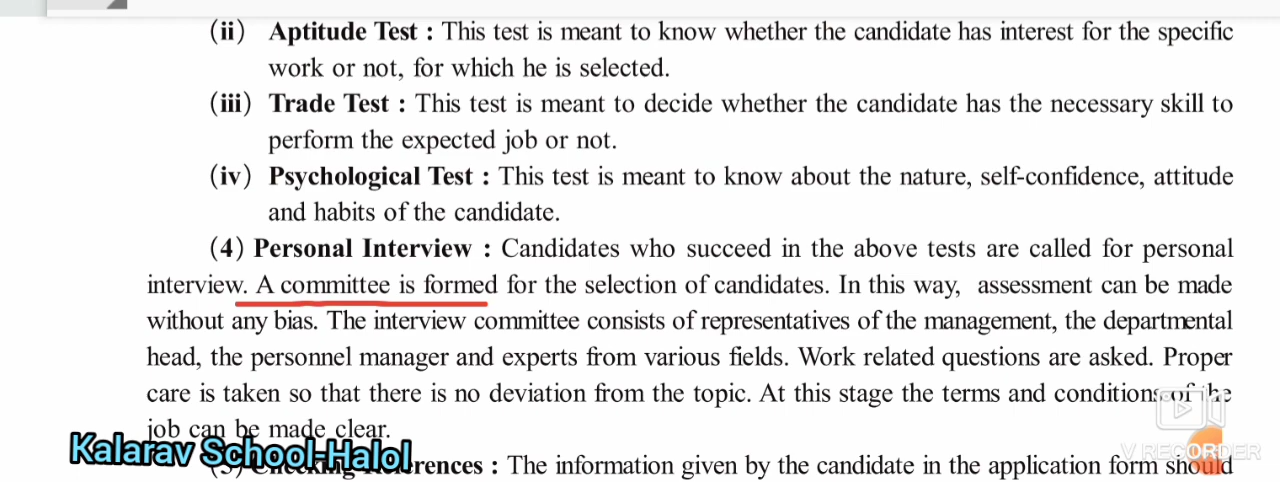 (ii) Aptitude Test : This test is meant to know whether the candidate has interest for the specific
work or not, for which he is selected.
(iii) Trade Test : This test is meant to decide whether the candidate has the necessary skill to
perform the expected job or not.
(iv) Psychological Test : This test is meant to know about the nature, self-confidence, attitude
and habits of the candidate.
(4) Personal Interview : Candidates who succeed in the above tests are called for personal
interview. A committee is formed for the selection of candidates. In this way, assessment can be made
without any bias. The interview committee consists of representatives of the management, the departmental
head, the personnel manager and experts from various fields. Work related questions are asked. Proper
care is taken so that there is no deviation from the topic. At this stage the terms and conditions of the
job can be made clear.
Kalarav School-Halol
V RECORDER
: The information given by the candidate in the application form should